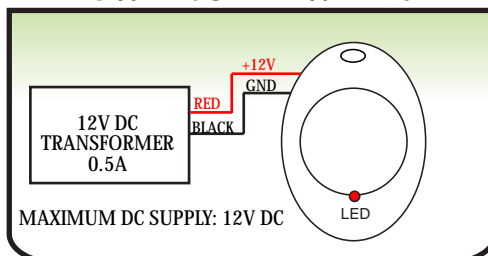 +12V
GND
RED
BLACK
12V DC
TRANSFORMER
0.5A
LED
MAXIMUM DC SUPPLY: 12V DC